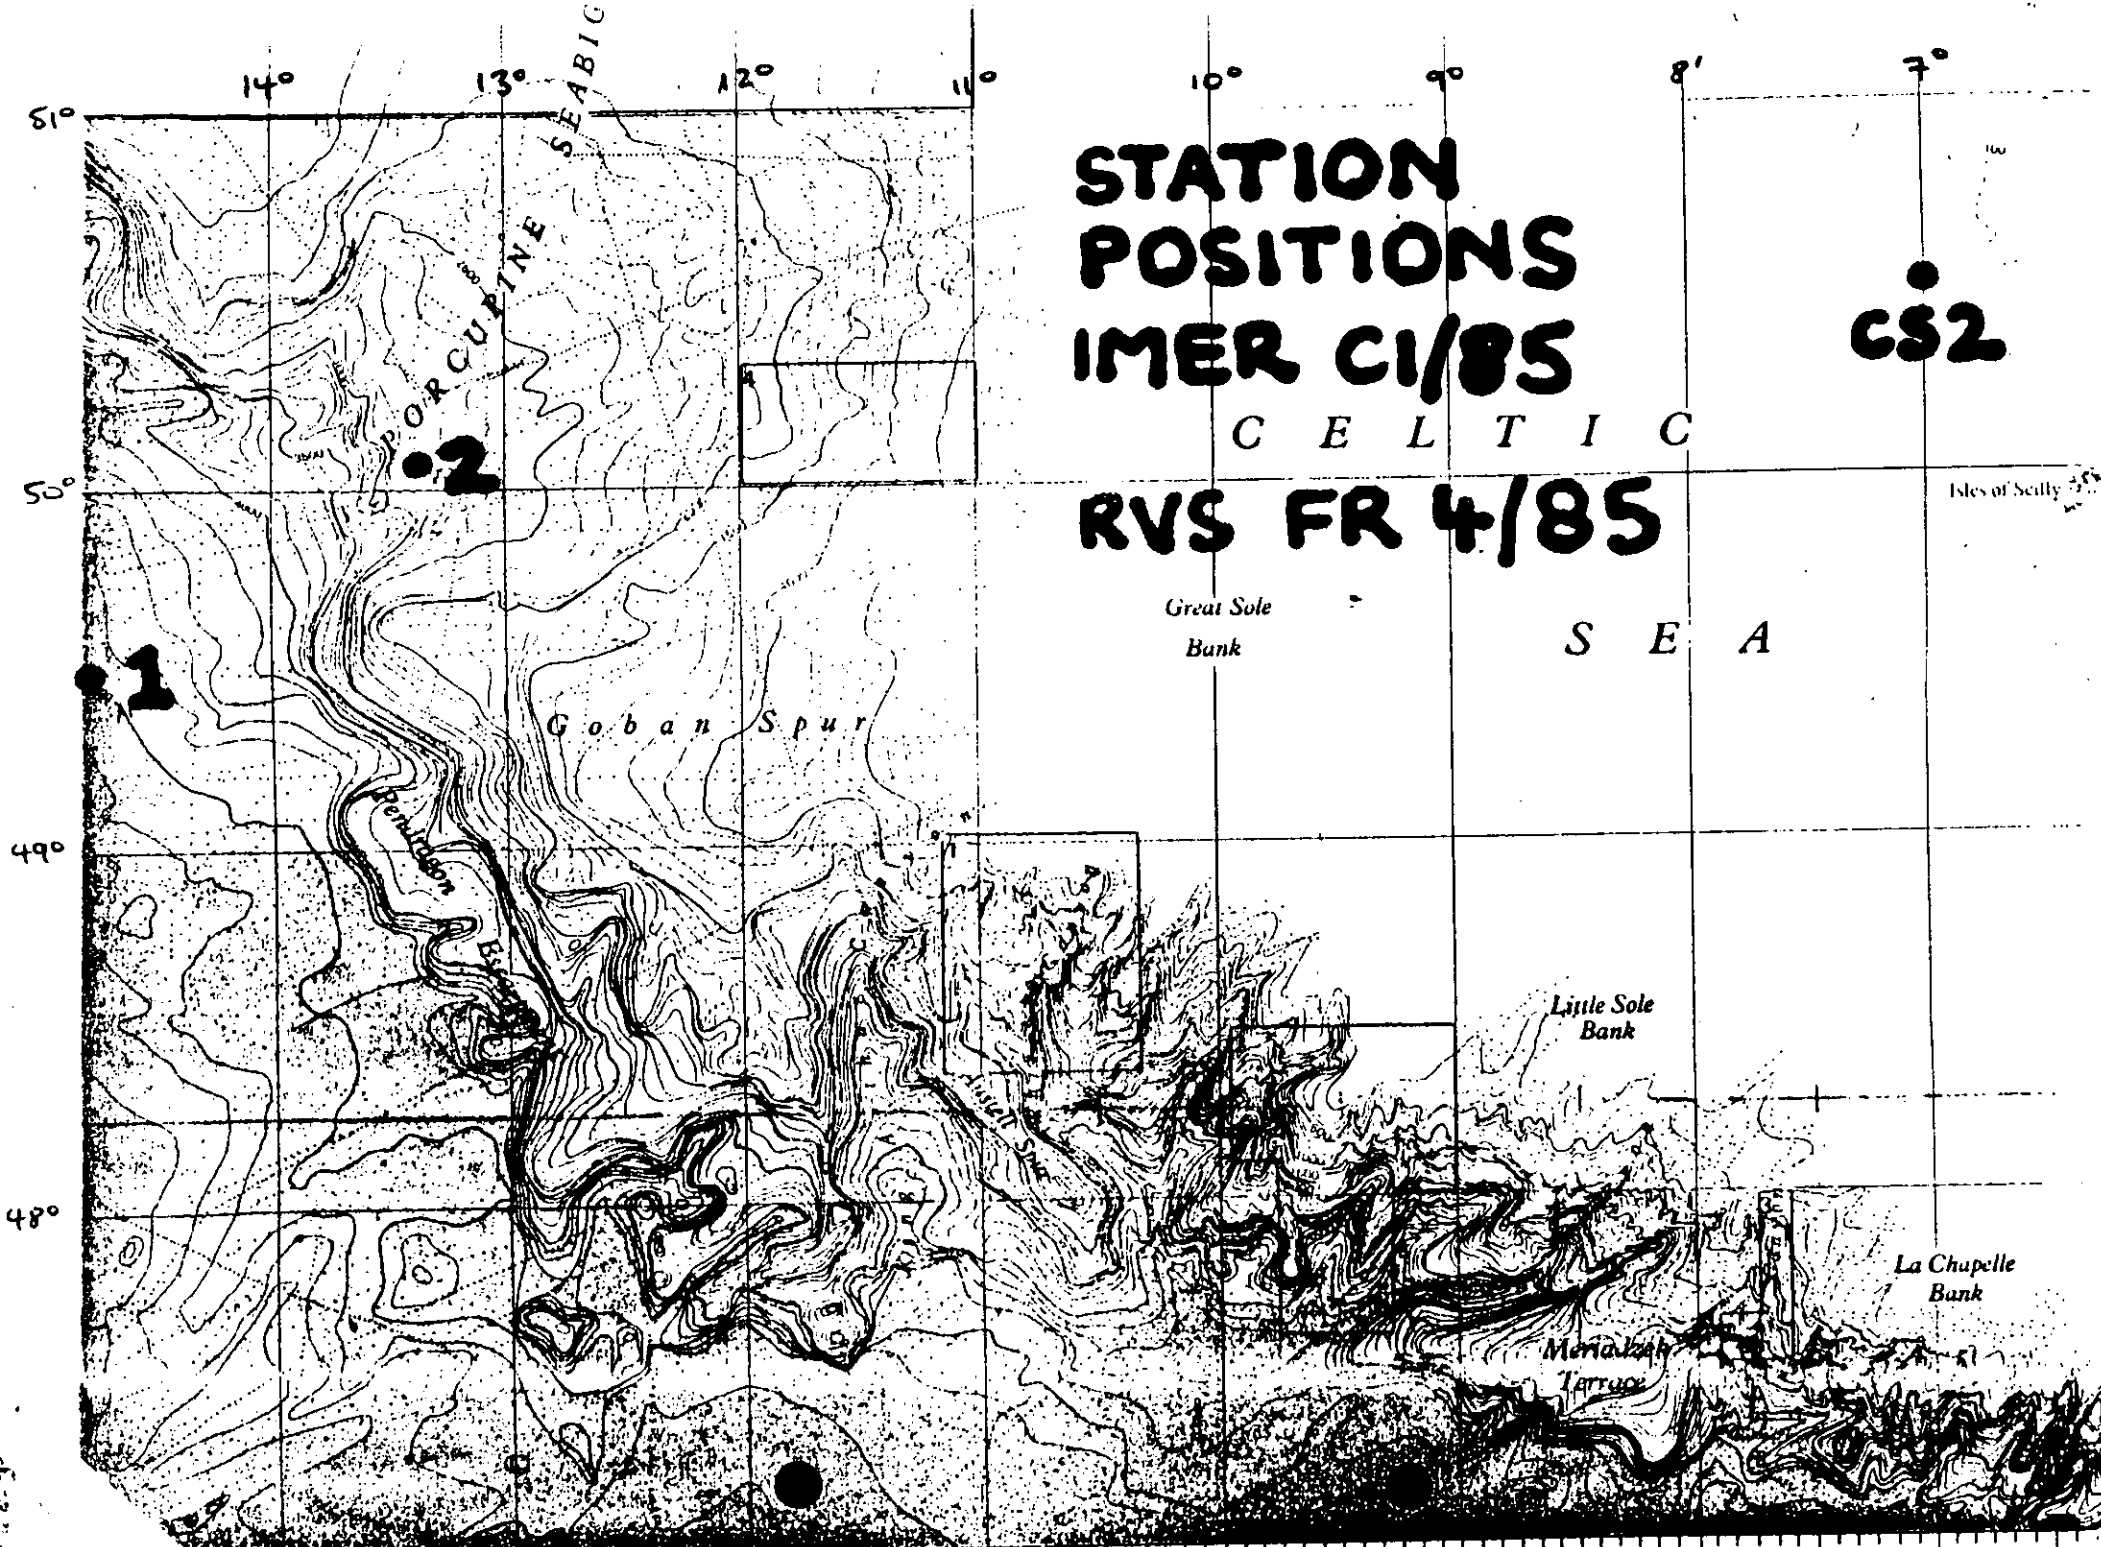 14° 13° 12° 11° 10° 9° 8' 7°
51°
SEABIG
STATION
POSITIONS
IMER C1/85
CS2
PORCUPINE
CELTIC
2
50°
RVS FR 4/85
Isles of Scilly
Great Sole
Bank
SEA
1
Goban Spur
Pendragon
49°
Little Sole
Bank
48°
La Chapelle
Bank
Meriadzek
Terrace